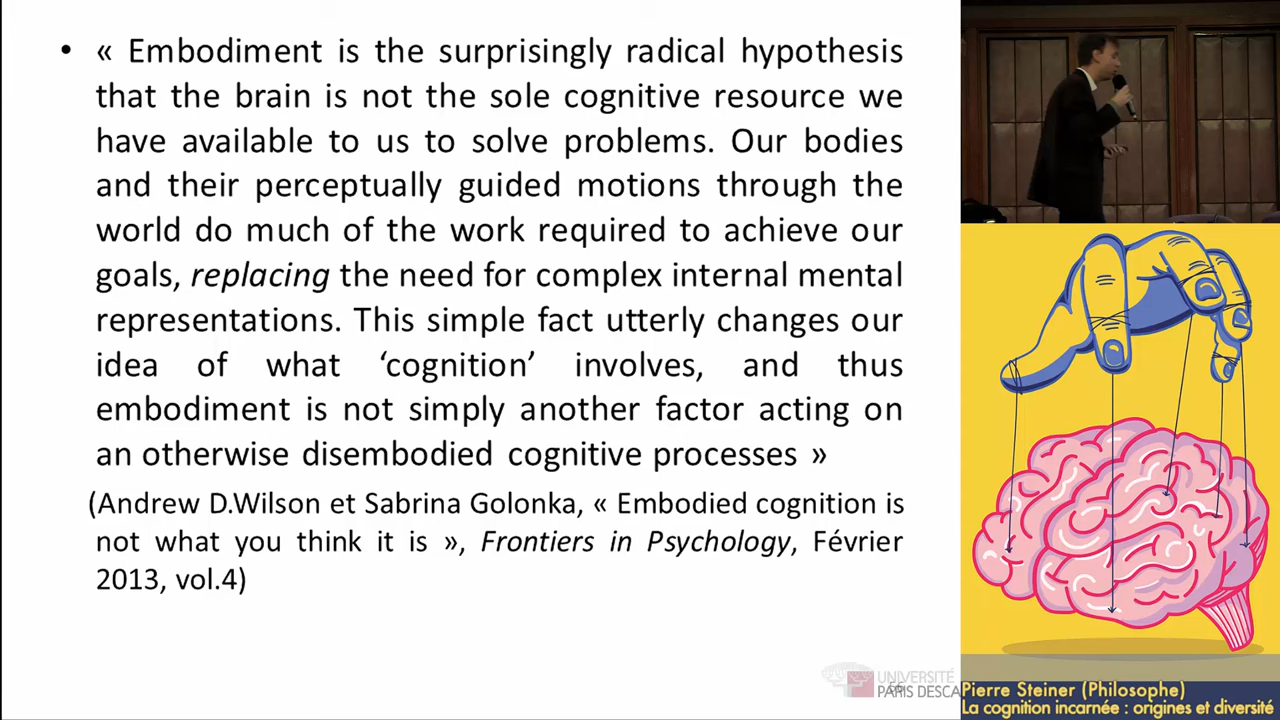 • « Embodiment is the surprisingly radical hypothesis
that the brain is not the sole cognitive resource we
have available to us to solve problems. Our bodies
and their perceptually guided motions through the
world do much of the work required to achieve our
goals, replacing the need for complex internal mental
representations. This simple fact utterly changes our
idea of what ‘cognition’ involves, and thus
embodiment is not simply another factor acting on
an otherwise disembodied cognitive processes »
(Andrew D.Wilson et Sabrina Golonka, « Embodied cognition is
not what you think it is », Frontiers in Psychology, Février
2013, vol.4)
UNIVERSITÉ
PARIS DESCA
Pierre Steiner (Philosophe)
La cognition incarnée : origines et diversité